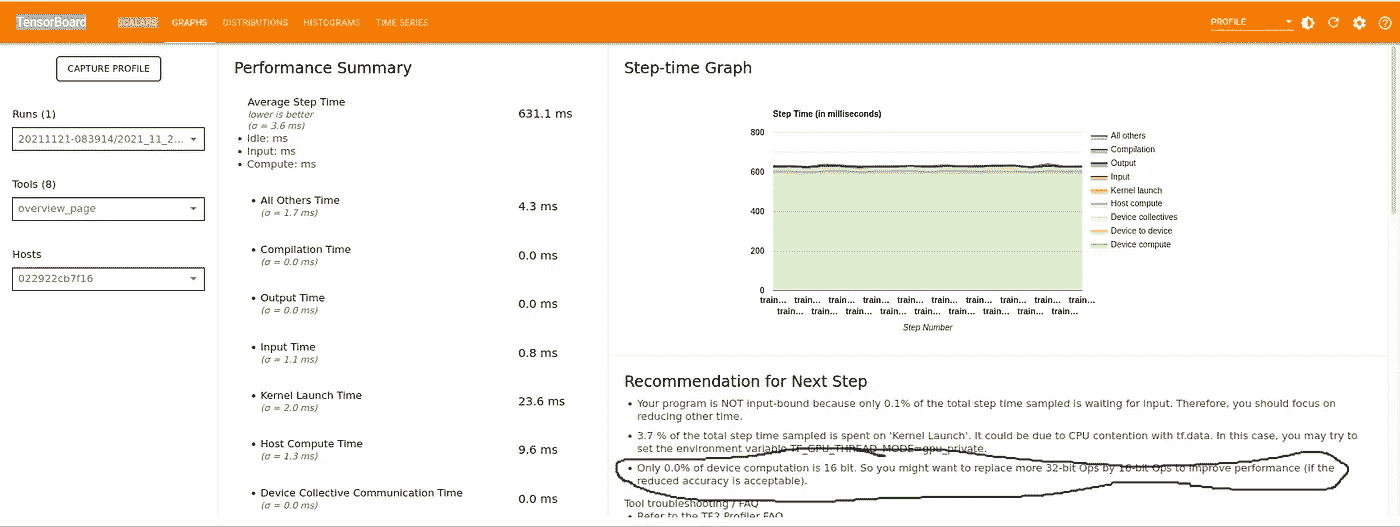 TensorBoard
SCALARS
GRAPHS
DISTRIBUTIONS
HISTOGRAMS
TIME SERIES
PROFILE
CAPTURE PROFILE
Runs (1)
20211121-083914/2021_11_2...
Tools (8)
overview_page
Hosts
022922cb7f16
Performance Summary
Average Step Time
lower is better
(σ = 3.6 ms)
631.1 ms
• Idle: ms
• Input: ms
• Compute: ms
• All Others Time
(σ = 1.7 ms)
4.3 ms
• Compilation Time
(σ = 0.0 ms)
0.0 ms
• Output Time
(σ = 0.0 ms)
0.0 ms
• Input Time
(σ = 1.1 ms)
0.8 ms
• Kernel Launch Time
(σ = 2.0 ms)
23.6 ms
• Host Compute Time
(σ = 1.3 ms)
9.6 ms
• Device Collective Communication Time
(σ = 0.0 ms)
0.0 ms
Step-time Graph
Step Time (in milliseconds)
800
600
400
200
0
train... train... train... train... train... train... train... train... train... train...
train... train... train... train... train... train... train... train... train...
Step Number
All others
Compilation
Output
Input
Kernel launch
Host compute
Device collectives
Device to device
Device compute
Recommendation for Next Step
• Your program is NOT input-bound because only 0.1% of the total step time sampled is waiting for input. Therefore, you should focus on
reducing other time.
• 3.7 % of the total step time sampled is spent on 'Kernel Launch'. It could be due to CPU contention with tf.data. In this case, you may try to
set the environment variable TF_GPU_THREAD_MODE=gpu_private.
• Only 0.0% of device computation is 16 bit. So you might want to replace more 32-bit Ops by 16-bit Ops to improve performance (if the
reduced accuracy is acceptable).
Tool troubleshooting / FAQ
• Refer to the TF2 Profiler FAQ